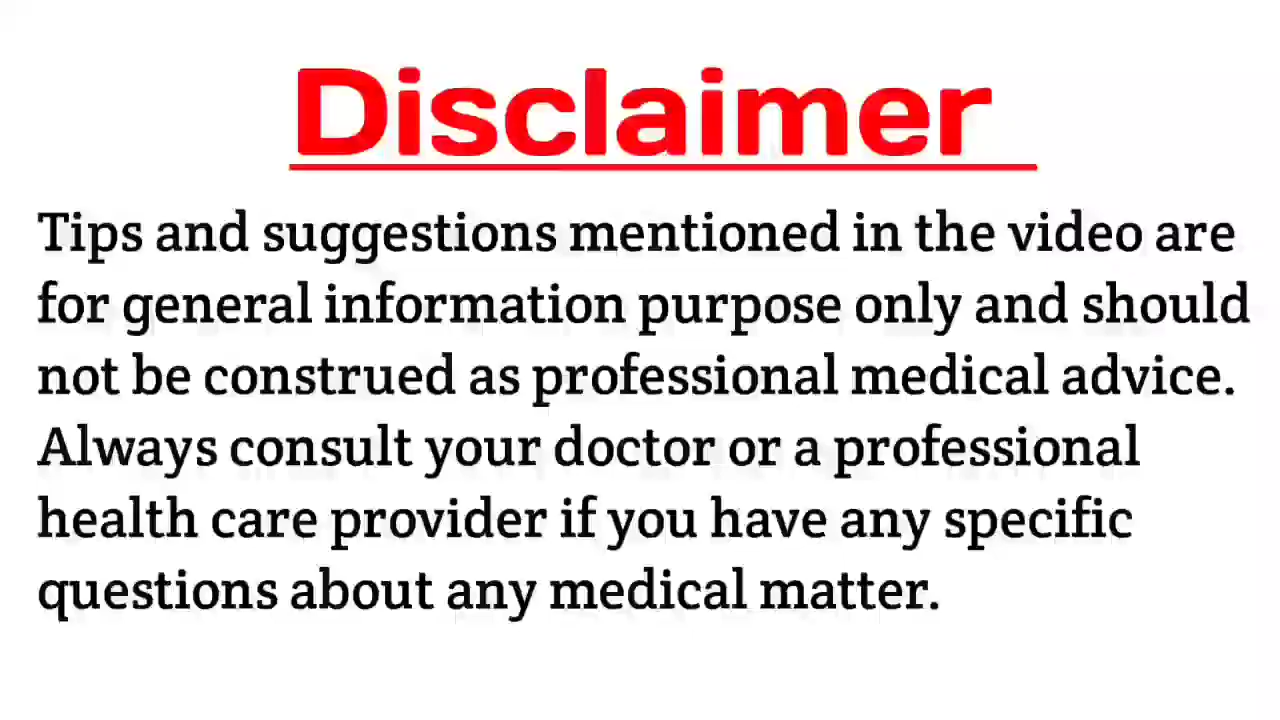 Disclaimer
Tips and suggestions mentioned in the video are
for general information purpose only and should
not be construed as professional medical advice.
Always consult your doctor or a professional
health care provider if you have any specific
questions about any medical matter.